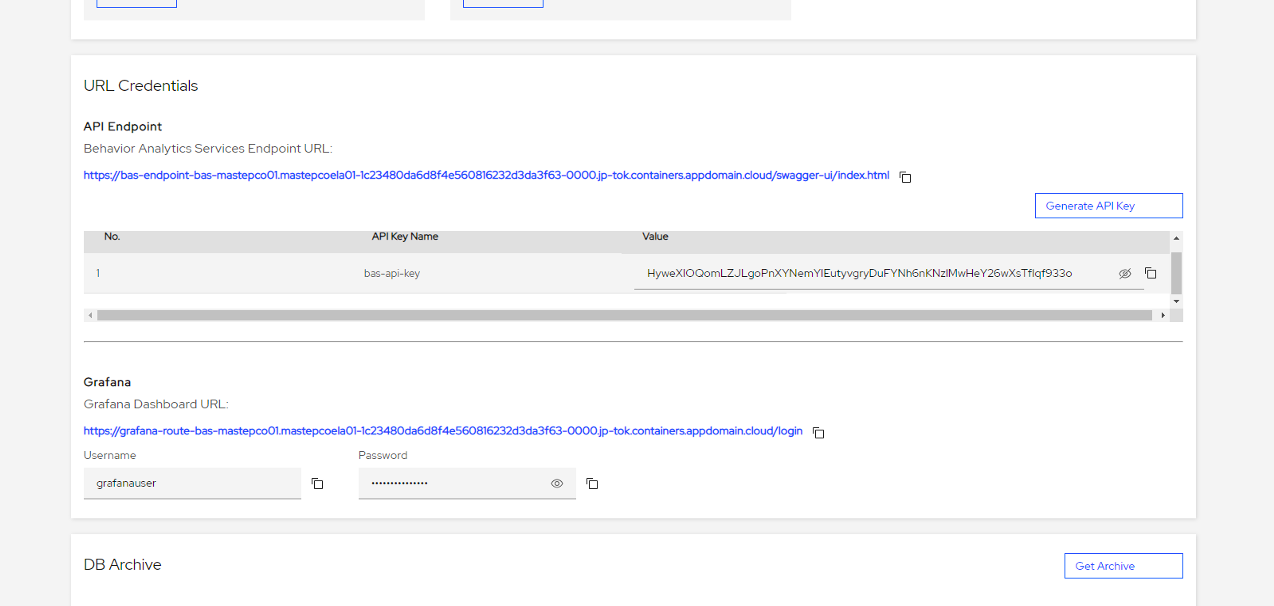 URL Credentials
API Endpoint
Behavior Analytics Services Endpoint URL:
https://bas-endpoint-bas-mastepco01.mastepcoela01-1c23480da6d8f4e560816232d3da3f63-0000.jp-tok.containers.appdomain.cloud/swagger-ui/index.html
Generate API Key
No. API Key Name Value
1 bas-api-key HyweXlOQomLZJLgoPnXYNemYlEutyvgryDuFYNh6nKNzlMwHeY26wXsTflqf933o
Grafana
Grafana Dashboard URL:
https://grafana-route-bas-mastepco01.mastepcoela01-1c23480da6d8f4e560816232d3da3f63-0000.jp-tok.containers.appdomain.cloud/login
Username Password
grafanauser •••••••••••••••
DB Archive
Get Archive